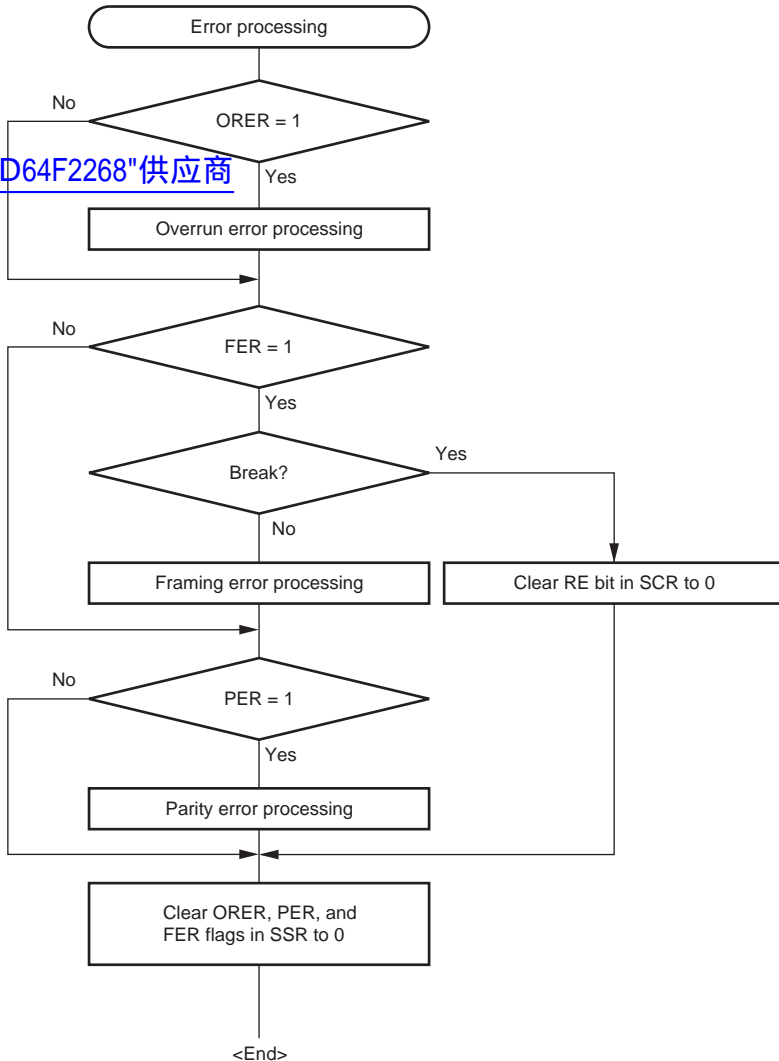 Error processing
No
ORER = 1
D64F2268"供应商
Yes
Overrun error processing
No
FER = 1
Yes
Break?
Yes
No
Framing error processing
Clear RE bit in SCR to 0
No
PER = 1
Yes
Parity error processing
Clear ORER, PER, and
FER flags in SSR to 0
<End>